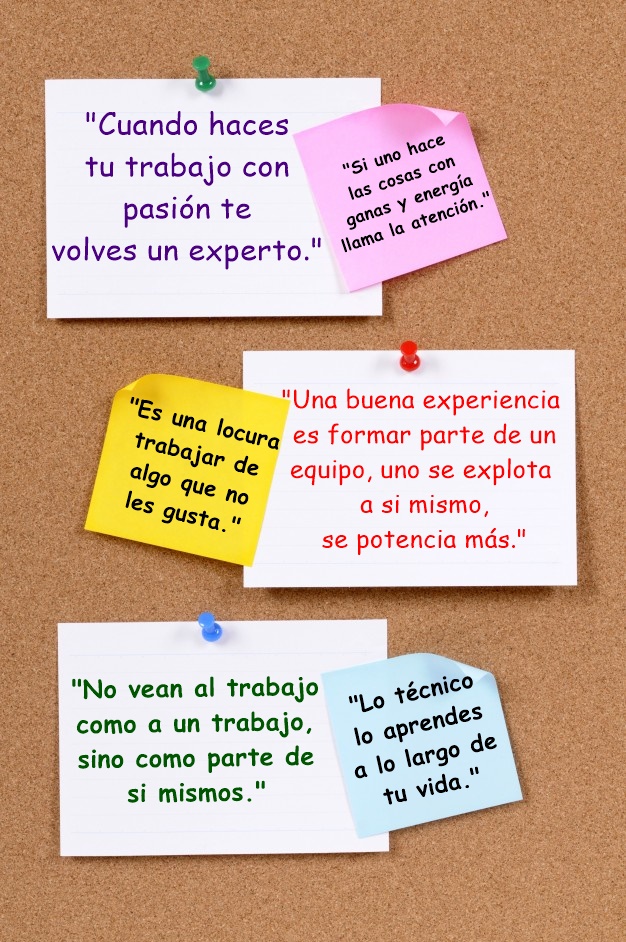 "Cuando haces
tu trabajo con
pasión te
volves un experto."
"Si uno hace
las cosas con
ganas y energía
llama la atención."
"Es una locura
trabajar de
algo que no
les gusta."
"Una buena experiencia
es formar parte de un
equipo, uno se explota
a si mismo,
se potencia más."
"No vean al trabajo
como a un trabajo,
sino como parte de
si mismos."
"Lo técnico
lo aprendes
a lo largo de
tu vida."